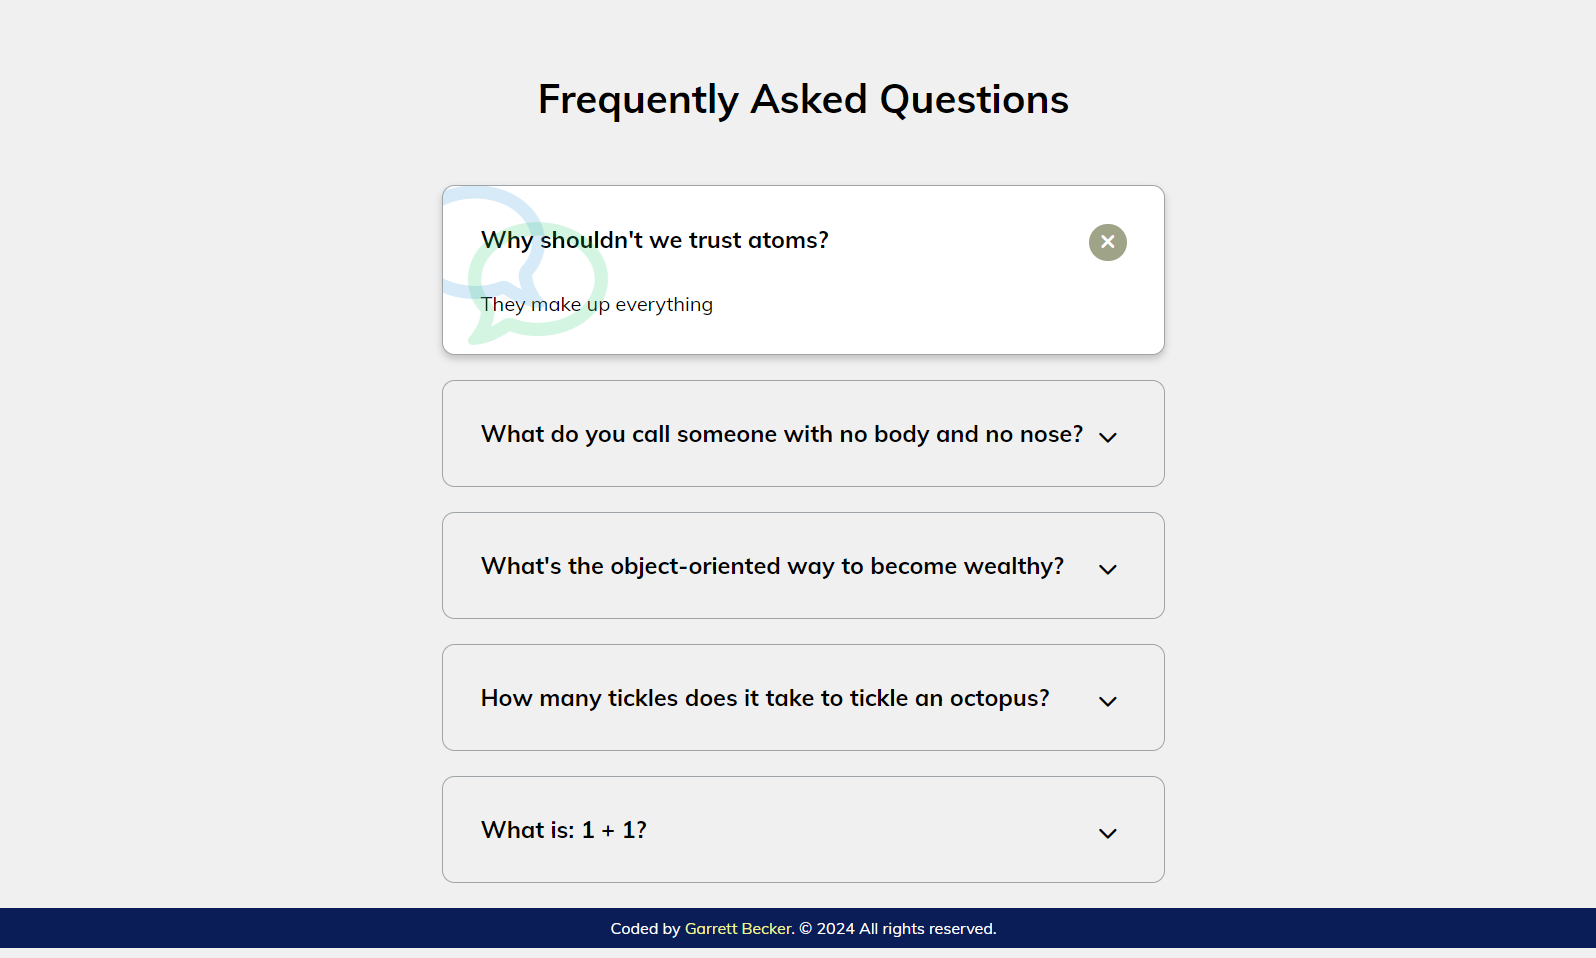 Frequently Asked Questions
Why shouldn't we trust atoms?
They make up everything
What do you call someone with no body and no nose?
What's the object-oriented way to become wealthy?
How many tickles does it take to tickle an octopus?
What is: 1 + 1?
Coded by Garrett Becker. © 2024 All rights reserved.